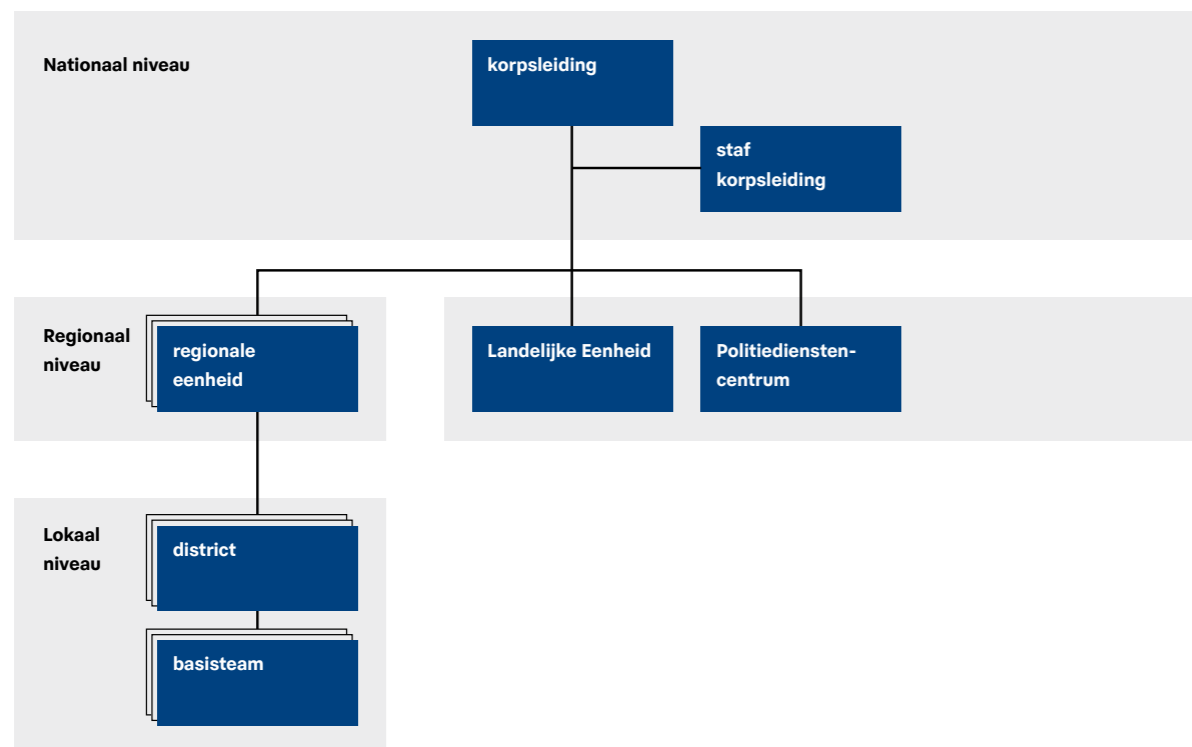 Nationaal niveau
korpsleiding
staf
korpsleiding
Regionaal
niveau
regionale
eenheid
Landelijke Eenheid
Politiediensten-
centrum
Lokaal
niveau
district
basisteam